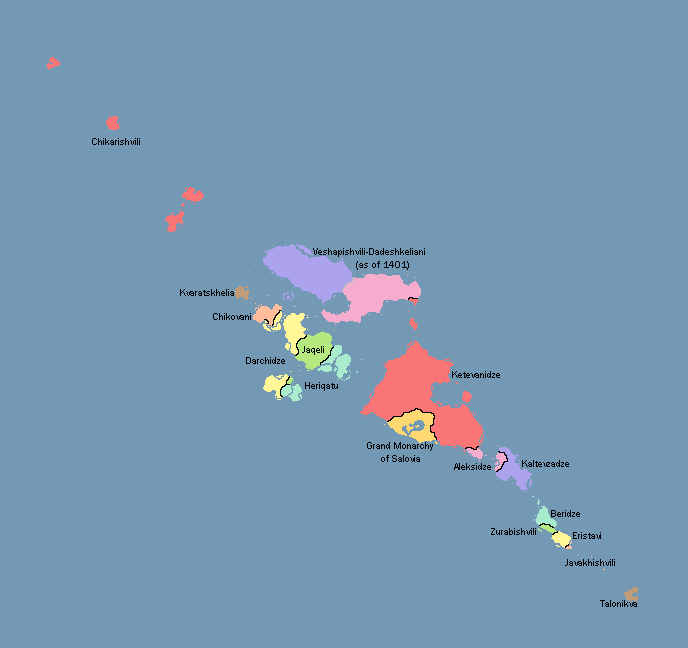 Chikarishvili
Veshapishvili-Dadeshkeliani
(as of 1401)
Kvaratskhelia
Chikovani
Jaqeli
Darchidze
Heriqatu
Ketevanidze
Grand Monarchy
of Salovia
Aleksidze
Kaltevzadze
Beridze
Zurabishvili
Eristavi
Javakhishvili
Talonikva